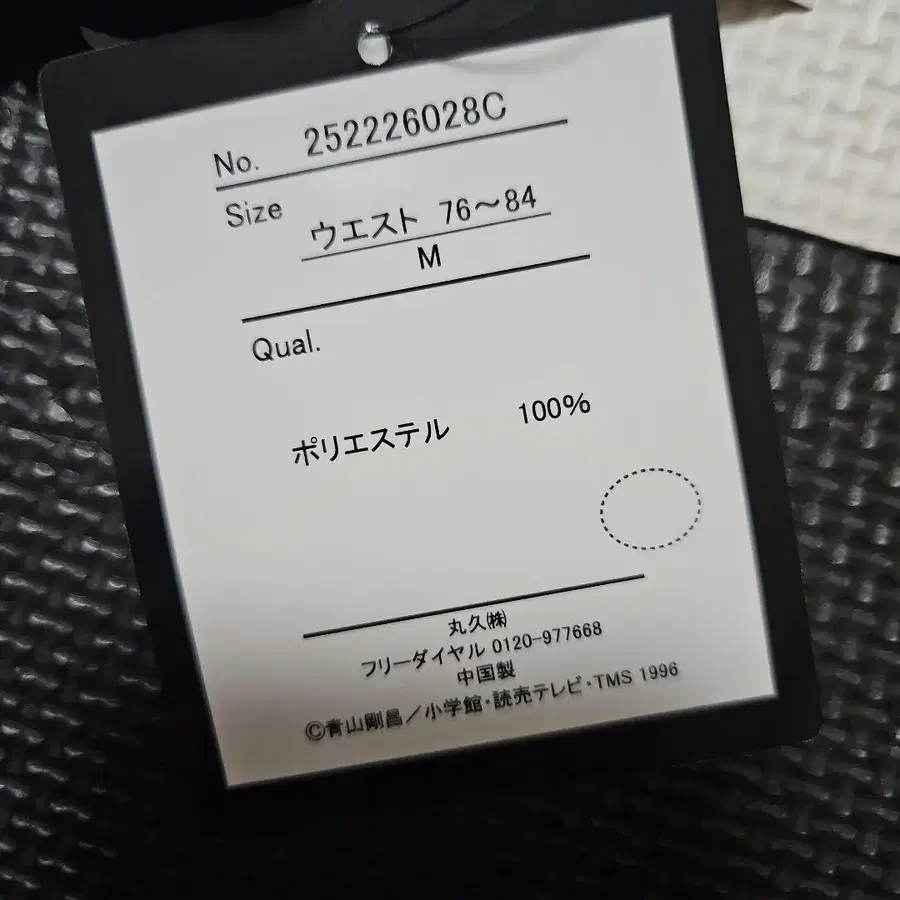 No. 252226028C
Size
ウエスト 76～84
M
Qual.
ポリエステル 100%
丸久㈱
フリーダイヤル 0120-977668
中国製
©青山剛昌／小学館・読売テレビ・TMS 1996